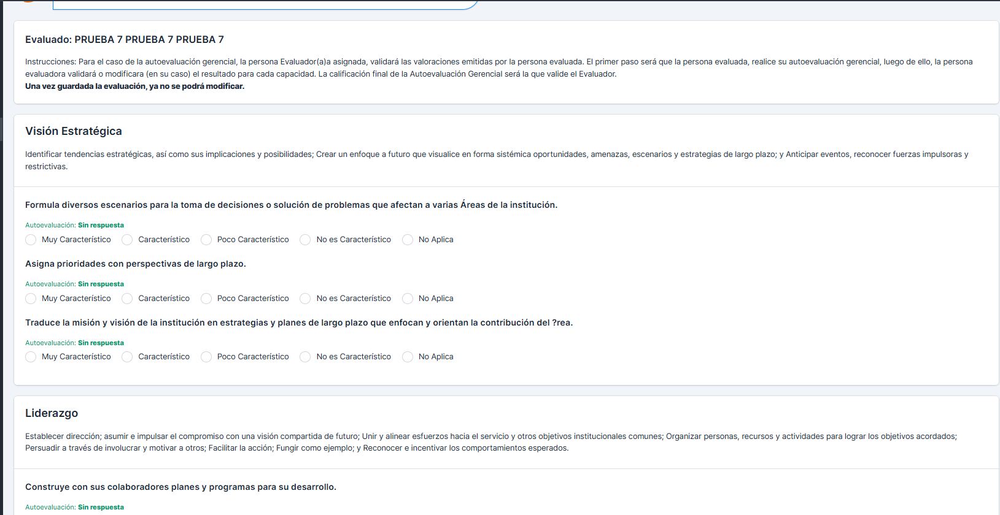 Evaluado: PRUEBA 7 PRUEBA 7 PRUEBA 7
Instrucciones: Para el caso de la autoevaluación gerencial, la persona Evaluador(a)a asignada, validará las valoraciones emitidas por la persona evaluada. El primer paso será que la persona evaluada, realice su autoevaluación gerencial, luego de ello, la persona
evaluadora validará o modificara (en su caso) el resultado para cada capacidad. La calificación final de la Autoevaluación Gerencial será la que valide el Evaluador.
Una vez guardada la evaluación, ya no se podrá modificar.
Visión Estratégica
Identificar tendencias estratégicas, así como sus implicaciones y posibilidades; Crear un enfoque a futuro que visualice en forma sistémica oportunidades, amenazas, escenarios y estrategias de largo plazo; y Anticipar eventos, reconocer fuerzas impulsoras y
restrictivas.
Formula diversos escenarios para la toma de decisiones o solución de problemas que afectan a varias Áreas de la institución.
Autoevaluación: Sin respuesta
Muy Característico Característico Poco Característico No es Característico No Aplica
Asigna prioridades con perspectivas de largo plazo.
Autoevaluación: Sin respuesta
Muy Característico Característico Poco Característico No es Característico No Aplica
Traduce la misión y visión de la institución en estrategias y planes de largo plazo que enfocan y orientan la contribución del ?rea.
Autoevaluación: Sin respuesta
Muy Característico Característico Poco Característico No es Característico No Aplica
Liderazgo
Establecer dirección; asumir e impulsar el compromiso con una visión compartida de futuro; Unir y alinear esfuerzos hacia el servicio y otros objetivos institucionales comunes; Organizar personas, recursos y actividades para lograr los objetivos acordados;
Persuadir a través de involucrar y motivar a otros; Facilitar la acción; Fungir como ejemplo; y Reconocer e incentivar los comportamientos esperados.
Construye con sus colaboradores planes y programas para su desarrollo.
Autoevaluación: Sin respuesta